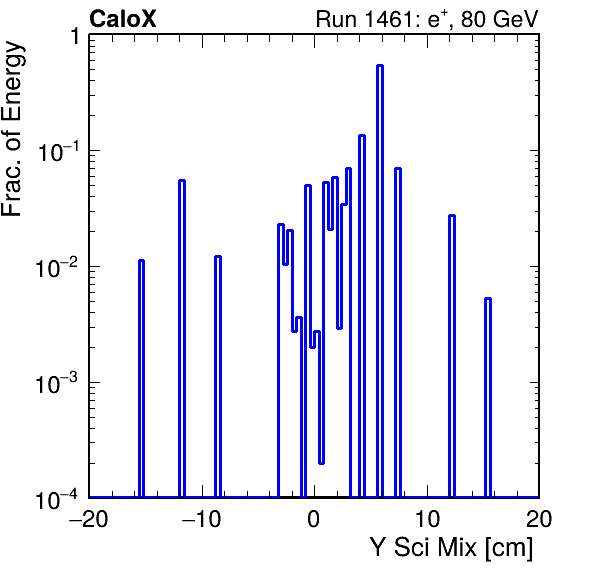 CaloX Run 1461: e⁺, 80 GeV
Frac. of Energy
1
10⁻¹
10⁻²
10⁻³
10⁻⁴
−20 −10 0 10 20
Y Sci Mix [cm]